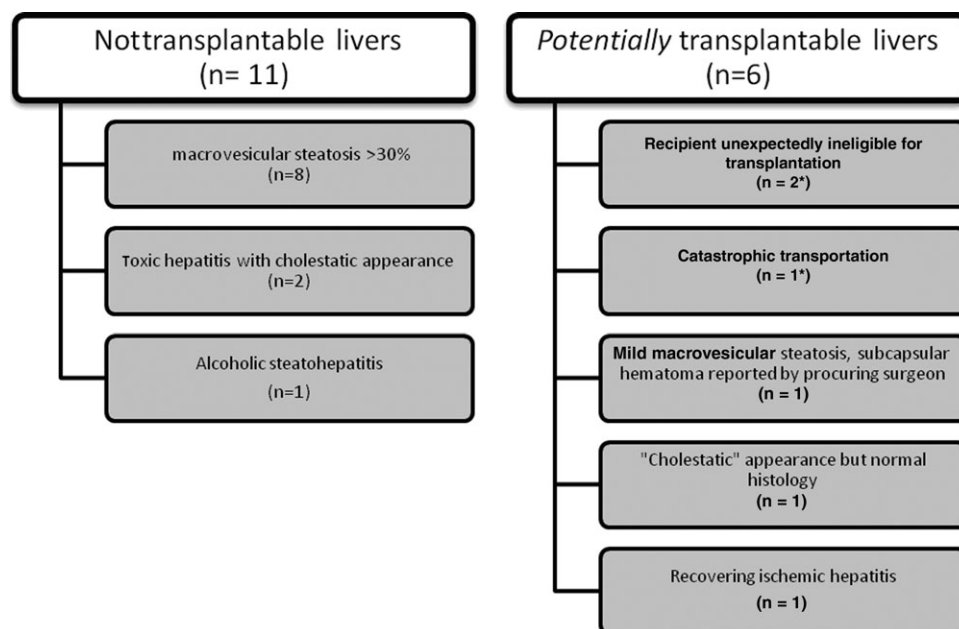 Nottransplantable livers
(n= 11)
macrovesicular steatosis >30%
(n=8)
Toxic hepatitis with cholestatic appearance
(n=2)
Alcoholic steatohepatitis
(n=1)
Potentially transplantable livers
(n=6)
Recipient unexpectedly ineligible for
transplantation
(n = 2*)
Catastrophic transportation
(n = 1*)
Mild macrovesicular steatosis, subcapsular
hematoma reported by procuring surgeon
(n = 1)
"Cholestatic" appearance but normal
histology
(n = 1)
Recovering ischemic hepatitis
(n = 1)